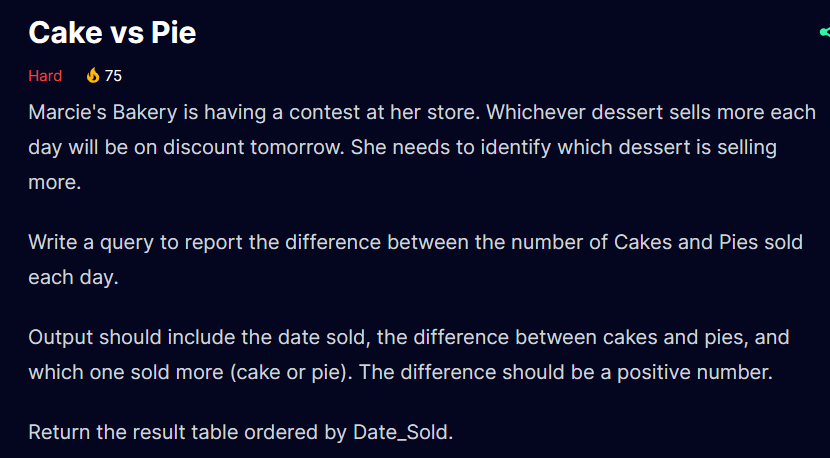 Cake vs Pie
Hard 75
Marcie's Bakery is having a contest at her store. Whichever dessert sells more each
day will be on discount tomorrow. She needs to identify which dessert is selling
more.
Write a query to report the difference between the number of Cakes and Pies sold
each day.
Output should include the date sold, the difference between cakes and pies, and
which one sold more (cake or pie). The difference should be a positive number.
Return the result table ordered by Date_Sold.